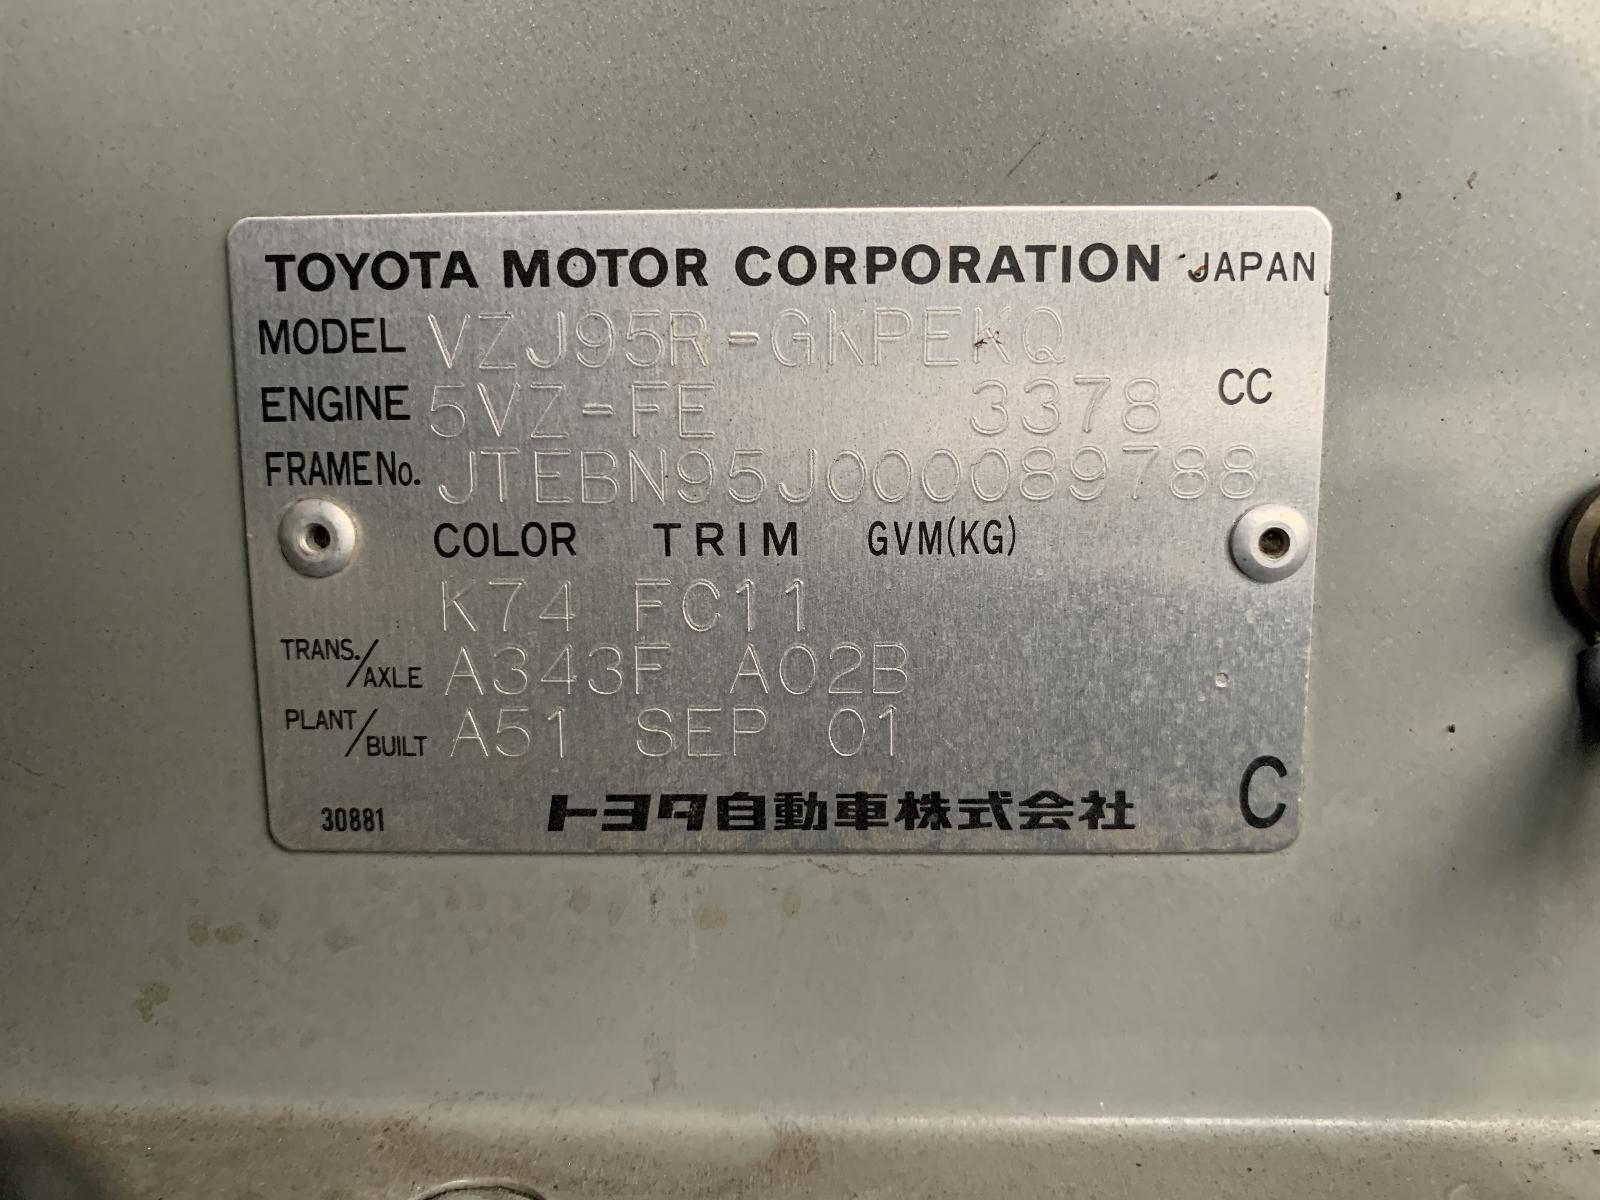 TOYOTA MOTOR CORPORATION JAPAN
MODEL VZJ95R-GKPEKQ
ENGINE 5VZ-FE 3378 CC
FRAME No. JTEBN95J000089788
COLOR TRIM GVM(KG)
K74 FC11
TRANS./AXLE A343F A02B
PLANT/BUILT A51 SEP 01
30881 トヨタ自動車株式会社 C